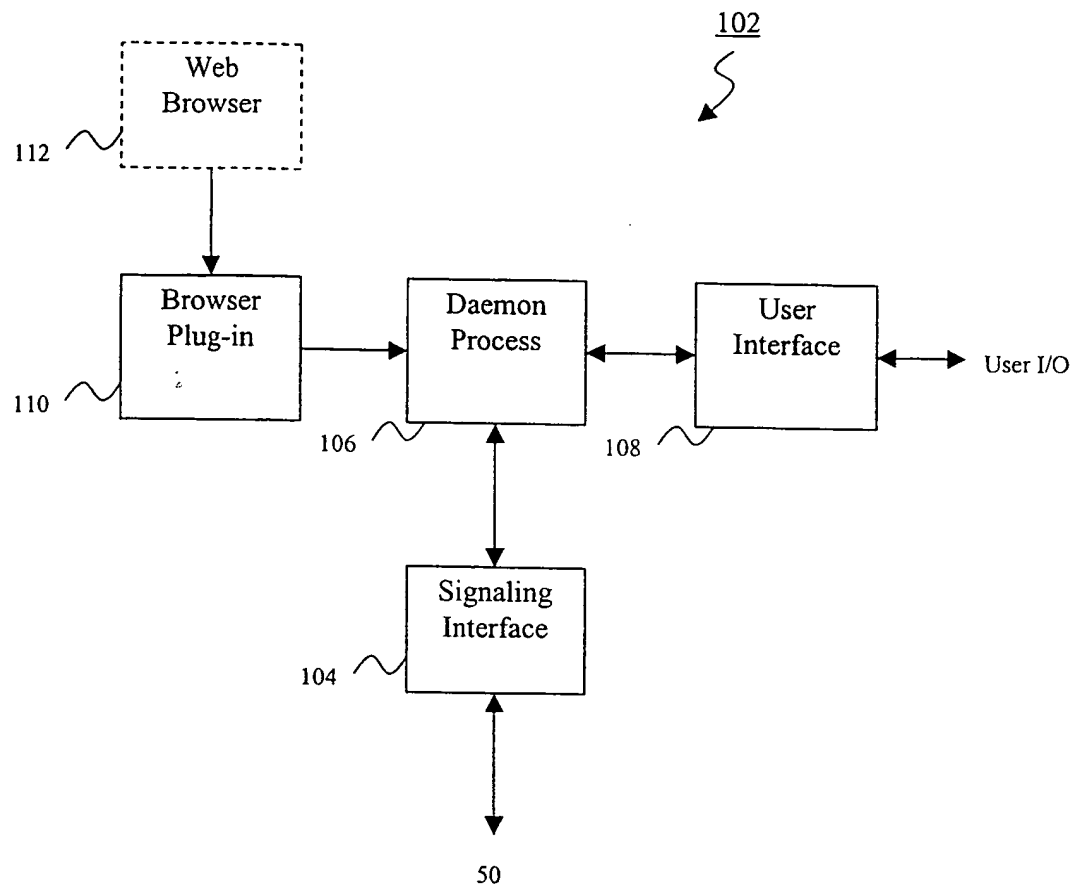 102
Web
Browser
112
Browser
Plug-in
110
Daemon
Process
106
User
Interface
108
User I/O
Signaling
Interface
104
50